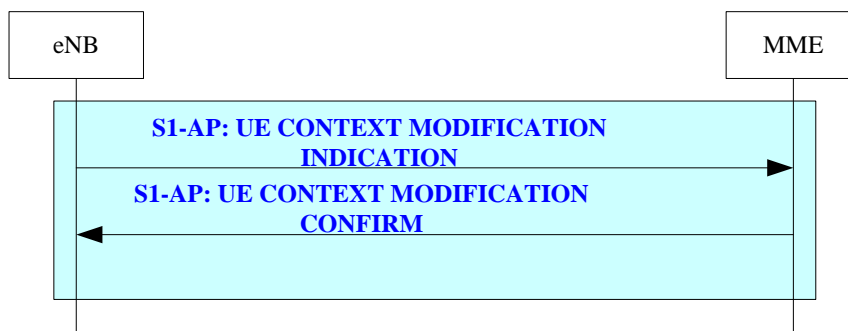 eNB
MME
S1-AP: UE CONTEXT MODIFICATION
INDICATION
S1-AP: UE CONTEXT MODIFICATION
CONFIRM